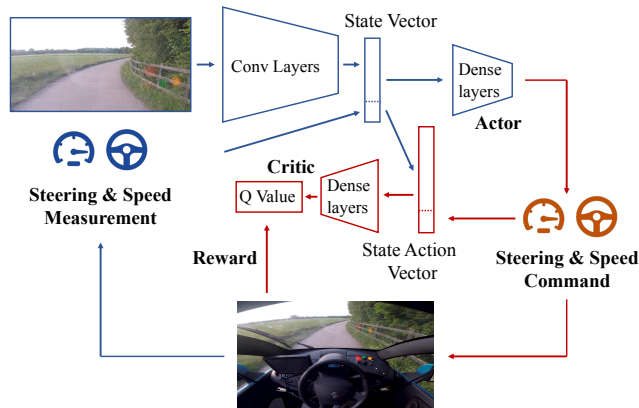 State Vector
Conv Layers
Dense
layers
Actor
Critic
Steering & Speed
Measurement
Q Value
Dense
layers
Reward
State Action
Vector
Steering & Speed
Command